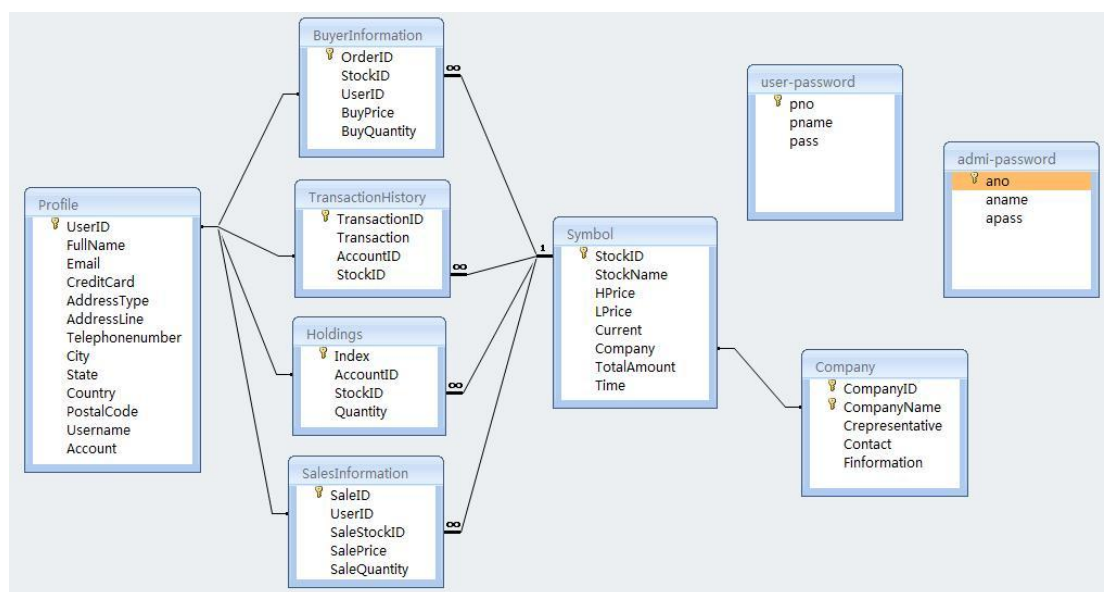 BuyerInformation
OrderID
StockID
UserID
BuyPrice
BuyQuantity
∞
user-password
pno
pname
pass
admi-password
ano
aname
apass
Profile
UserID
FullName
Email
CreditCard
AddressType
AddressLine
Telephonenumber
City
State
Country
PostalCode
Username
Account
TransactionHistory
TransactionID
Transaction
AccountID
StockID
∞
Symbol
1
StockID
StockName
HPrice
LPrice
Current
Company
TotalAmount
Time
Holdings
Index
AccountID
StockID
Quantity
∞
Company
CompanyID
CompanyName
Crepresentative
Contact
Finformation
SalesInformation
SaleID
UserID
SaleStockID
SalePrice
SaleQuantity
∞